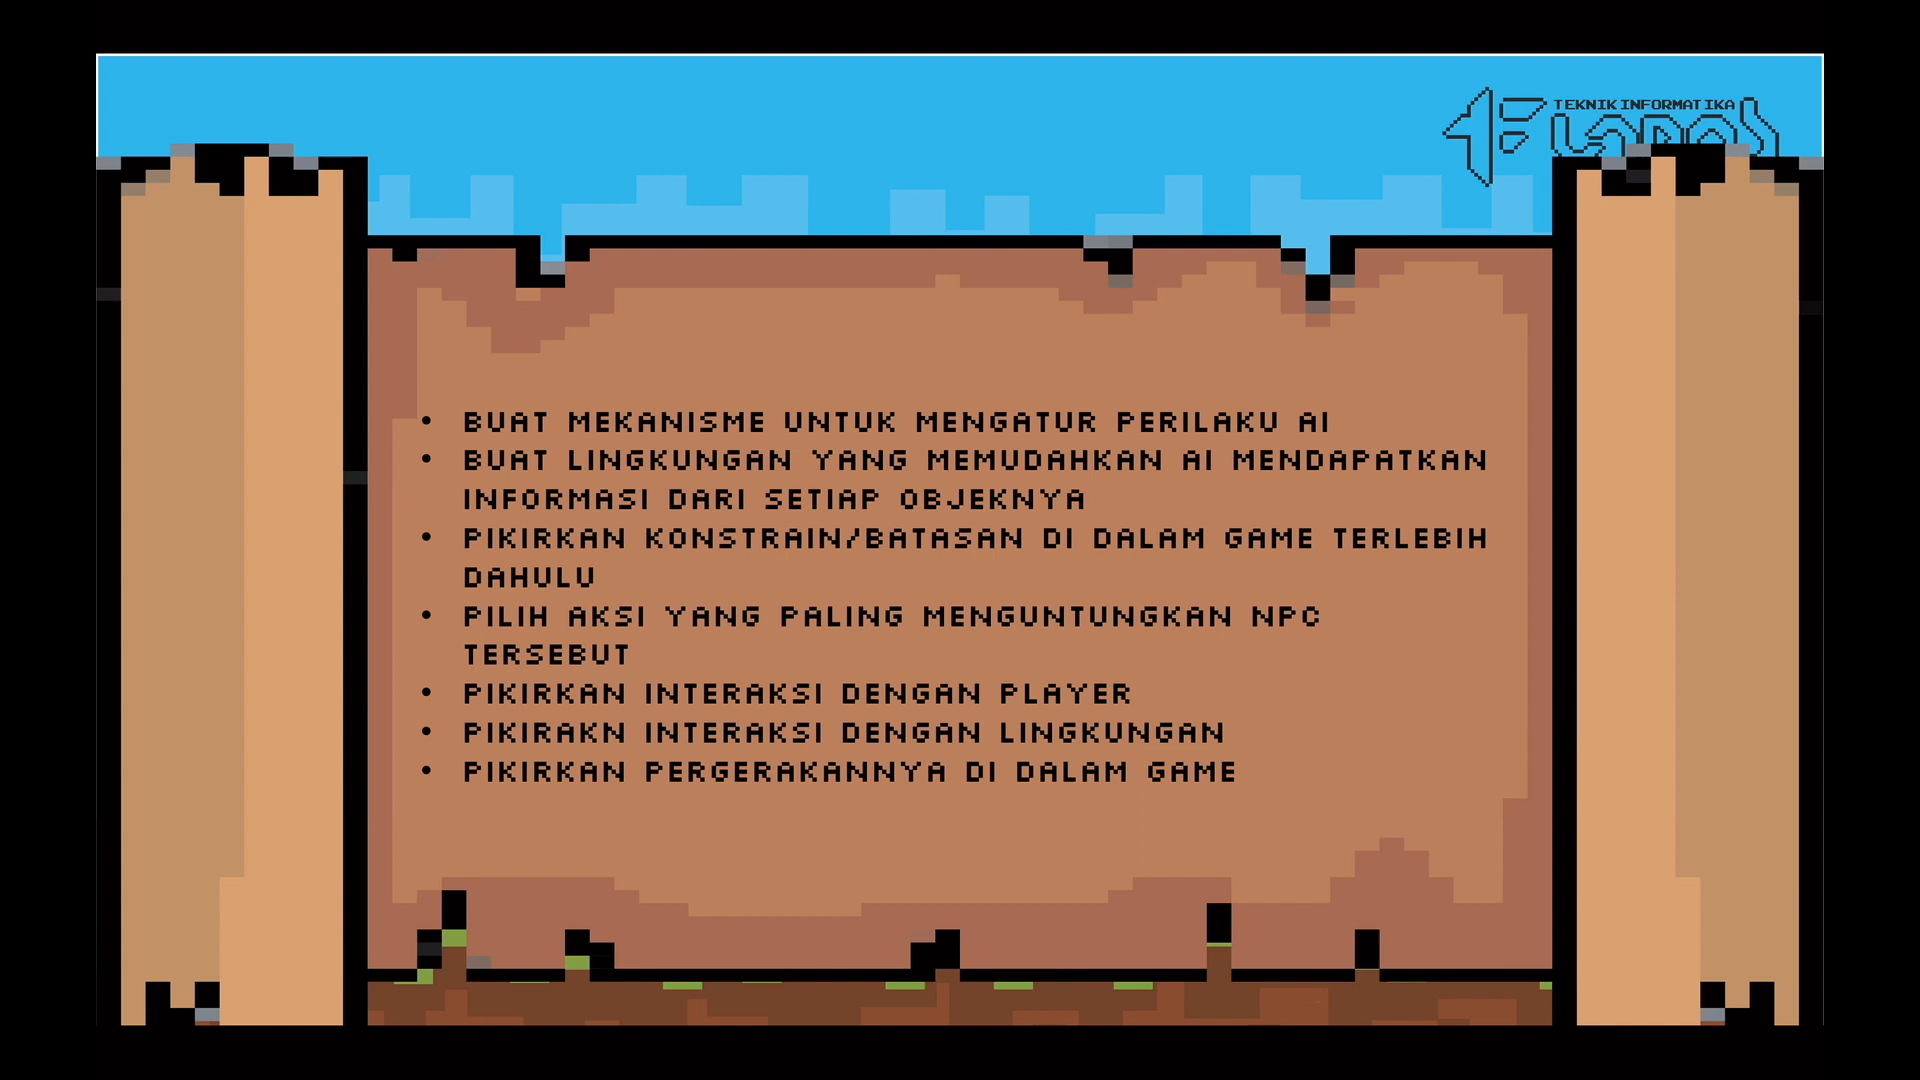 TEKNIK INFORMATIKA
• BUAT MEKANISME UNTUK MENGATUR PERILAKU AI
• BUAT LINGKUNGAN YANG MEMUDAHKAN AI MENDAPATKAN
INFORMASI DARI SETIAP OBJEKNYA
• PIKIRKAN KONSTRAIN/BATASAN DI DALAM GAME TERLEBIH
DAHULU
• PILIH AKSI YANG PALING MENGUNTUNGKAN NPC
TERSEBUT
• PIKIRKAN INTERAKSI DENGAN PLAYER
• PIKIRAKN INTERAKSI DENGAN LINGKUNGAN
• PIKIRKAN PERGERAKANNYA DI DALAM GAME